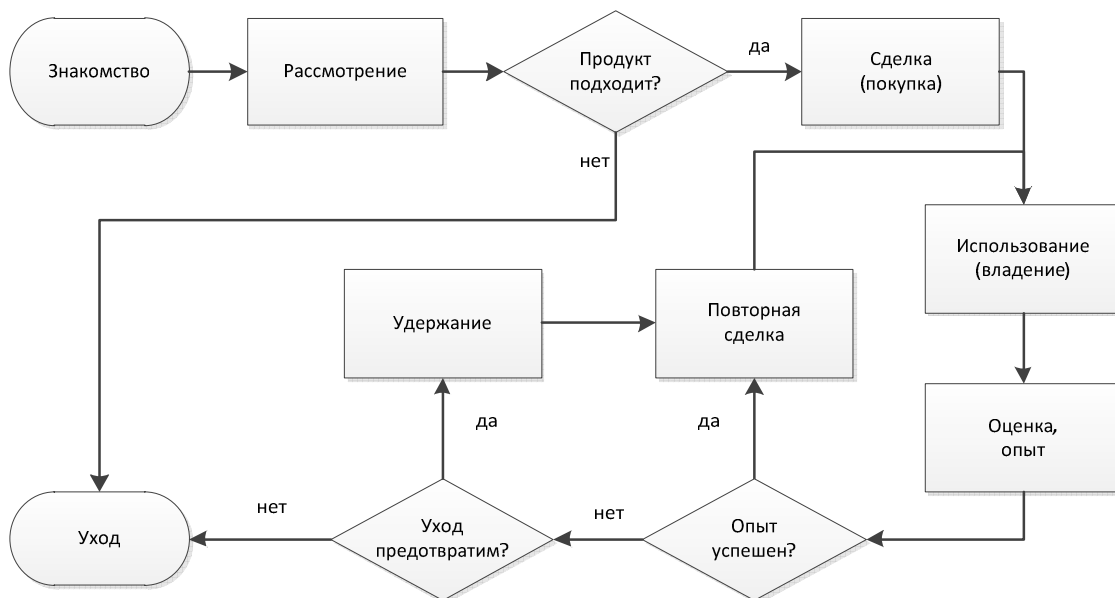 Знакомство
Рассмотрение
Продукт
подходит?
да
Сделка
(покупка)
нет
Использование
(владение)
Удержание
Повторная
сделка
да
да
Оценка,
опыт
Уход
нет
Уход
предотвратим?
нет
Опыт
успешен?